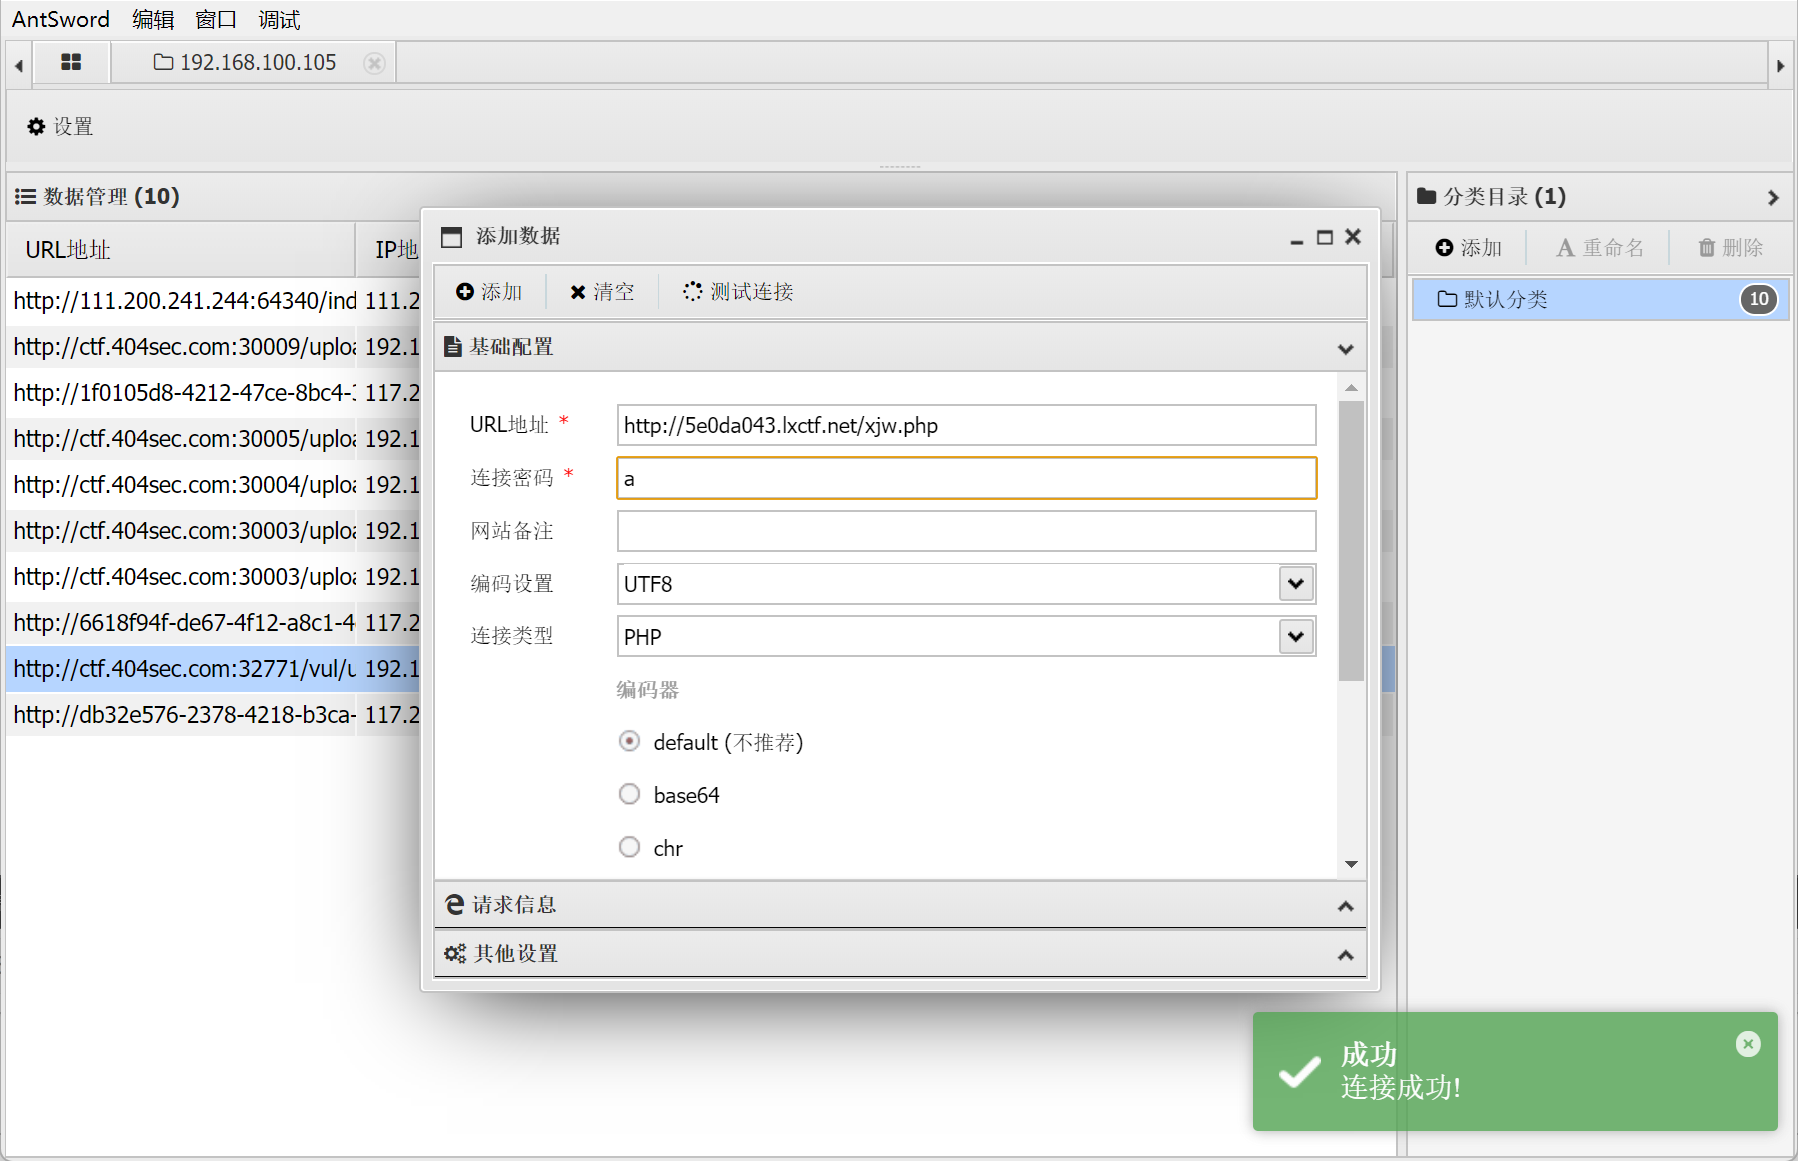 AntSword 编辑 窗口 调试
192.168.100.105
设置
数据管理 (10)
URL地址 IP地
http://111.200.241.244:64340/ind 111.2
http://ctf.404sec.com:30009/uploa 192.1
http://1f0105d8-4212-47ce-8bc4-3 117.2
http://ctf.404sec.com:30005/uploa 192.1
http://ctf.404sec.com:30004/uploa 192.1
http://ctf.404sec.com:30003/uploa 192.1
http://ctf.404sec.com:30003/uploa 192.1
http://6618f94f-de67-4f12-a8c1-4 117.2
http://ctf.404sec.com:32771/vul/u 192.1
http://db32e576-2378-4218-b3ca- 117.2
添加数据
添加 清空 测试连接
基础配置
URL地址 * http://5e0da043.lxctf.net/xjw.php
连接密码 * a
网站备注
编码设置 UTF8
连接类型 PHP
编码器
default (不推荐)
base64
chr
请求信息
其他设置
分类目录 (1)
添加 重命名 删除
默认分类 10
成功
连接成功!